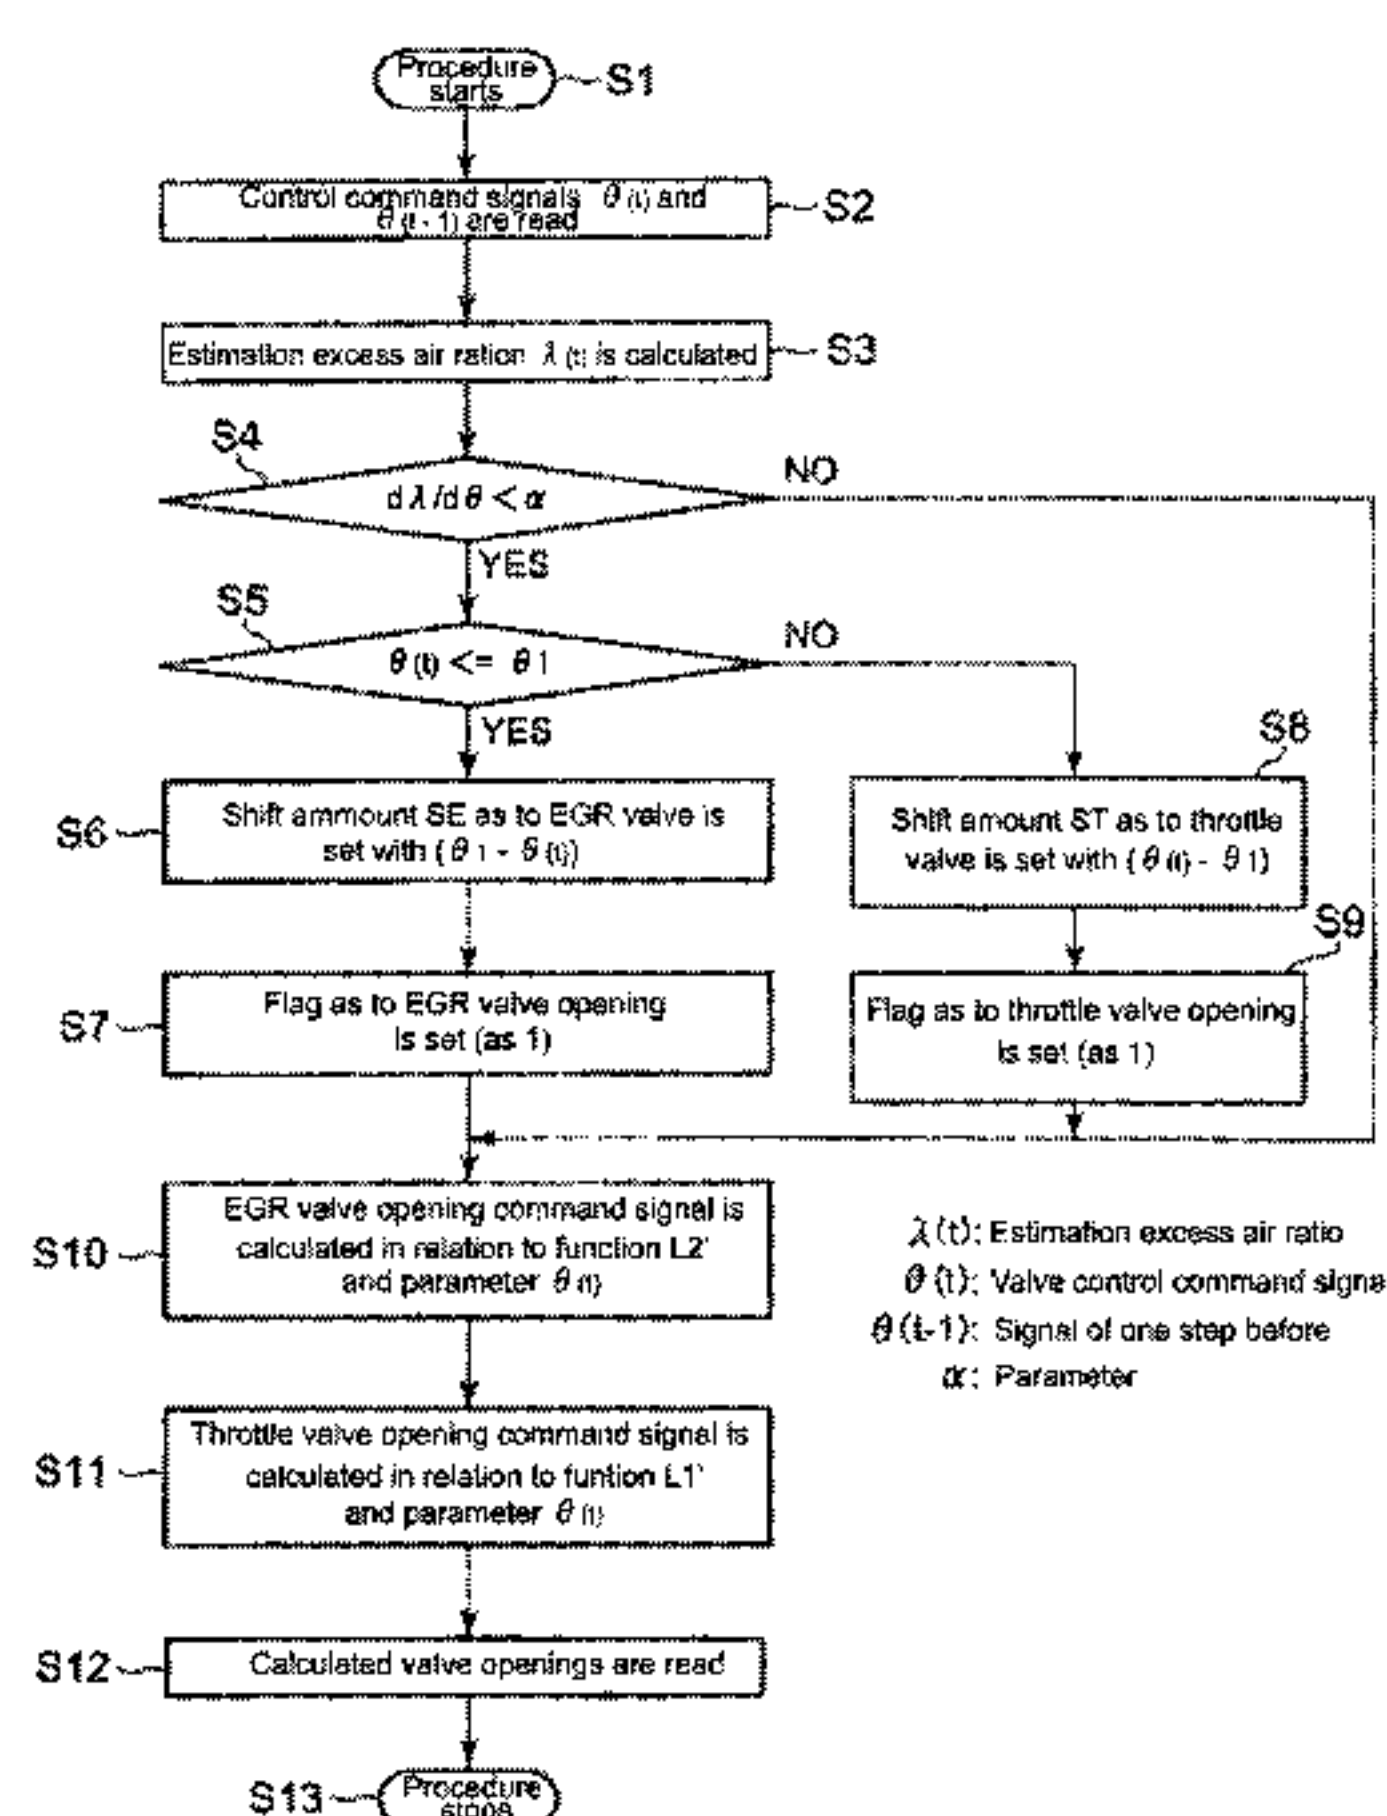 Procedure
starts
S1
Control command signals θ(t) and
θ(t - 1) are read
S2
Estimation excess air ration λ(t) is calculated
S3
S4
dλ/dθ < α
NO
YES
S5
θ(t) <= θ1
NO
YES
S6
Shift ammount SE as to EGR valve is
set with (θ1 - θ(t))
S8
Shift amount ST as to throttle
valve is set with (θ(t) - θ1)
S7
Flag as to EGR valve opening
is set (as 1)
S9
Flag as to throttle valve opening
is set (as 1)
S10
EGR valve opening command signal is
calculated in relation to function L2'
and parameter θ(t)
λ(t): Estimation excess air ratio
θ(t): Valve control command signa
θ(t-1): Signal of one step before
α: Parameter
S11
Throttle valve opening command signal is
calculated in relation to funtion L1'
and parameter θ(t)
S12
Calculated valve openings are read
S13
Procedure
stops